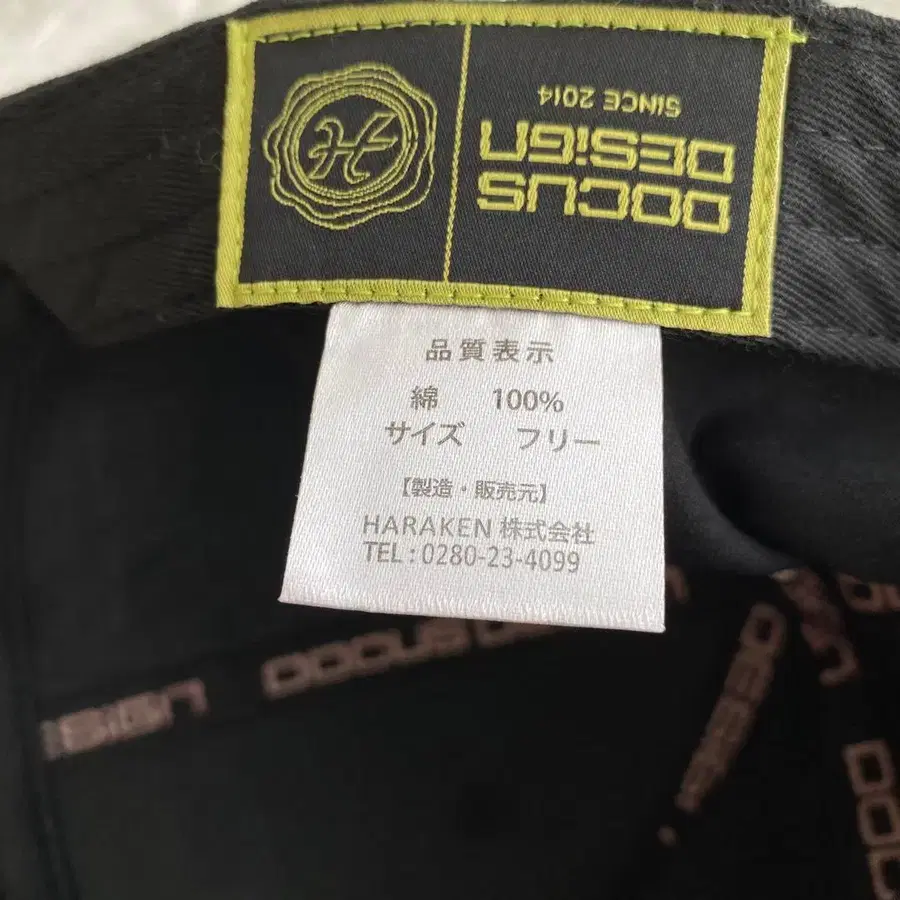 DOCUS
DESIGN
SINCE 2014
H
品質表示
綿 100%
サイズ フリー
【製造・販売元】
HARAKEN 株式会社
TEL : 0280-23-4099
DOCUS